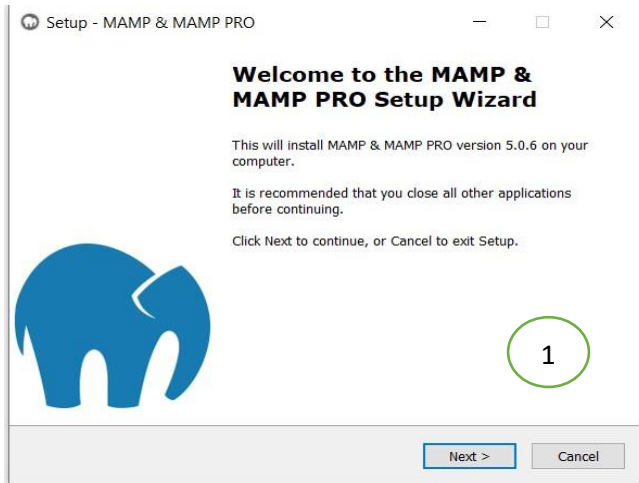 Setup - MAMP & MAMP PRO
Welcome to the MAMP &
MAMP PRO Setup Wizard
This will install MAMP & MAMP PRO version 5.0.6 on your
computer.
It is recommended that you close all other applications
before continuing.
Click Next to continue, or Cancel to exit Setup.
1
Next >
Cancel